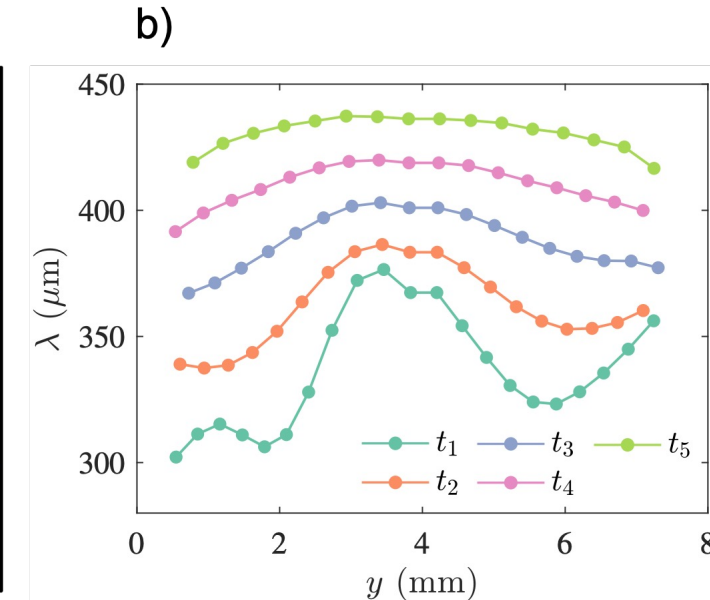 b)
450
400
350
300
λ (μm)
t₁ t₃ t₅
t₂ t₄
0 2 4 6 8
y (mm)